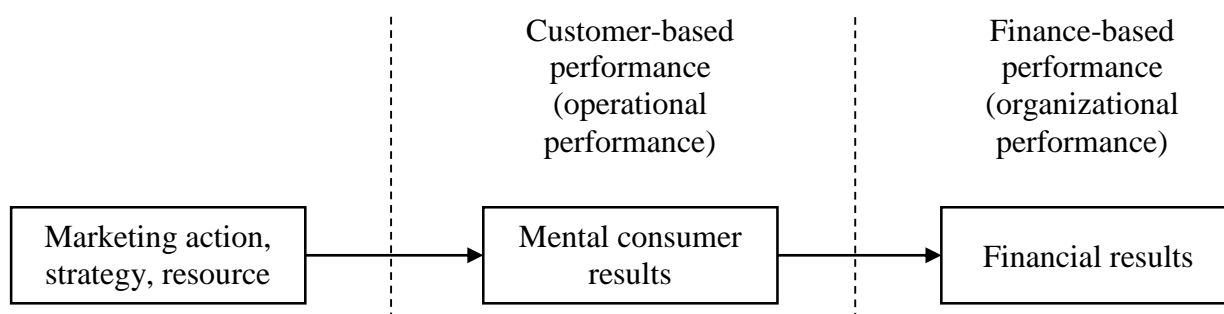 Customer-based
performance
(operational
performance)
Finance-based
performance
(organizational
performance)
Marketing action,
strategy, resource
Mental consumer
results
Financial results